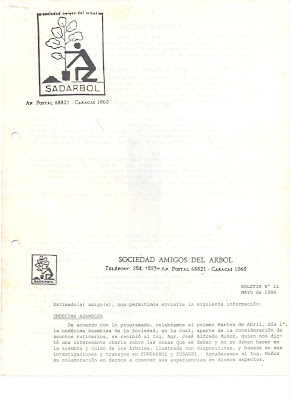 sociedad amigos del arbol
SADARBOL
AP. POSTAL 68821 - CARACAS 1060
SADARBOL
SOCIEDAD AMIGOS DEL ARBOL
AP. POSTAL 68821 - CARACAS 1060
BOLETIN Nº 11
MAYO de 1986
Estimado(a) amigo(a), nos permitimos enviarle la siguiente información:
UNDECIMA ASAMBLEA
De acuerdo con lo programado, celebramos el primer Martes de Abril, día 1º,
la undécima Asamblea de la sociedad, en la cual, aparte de la consideración de
asuntos rutinarios, se recibió al Ing. Agr. José Alfredo Muñoz, quien nos dic-
tó una interesante charla sobre las cosas que se deben y no se deben hacer en
la siembra y cuido de los Árboles, ilustrada con diapositivas, y basada en sus
investigaciones y trabajos en FUNDARBOL y FUSAGRI. Agradecemos al Ing. Muñoz
su colaboración en darnos a conocer sus experiencias en dichos aspectos.